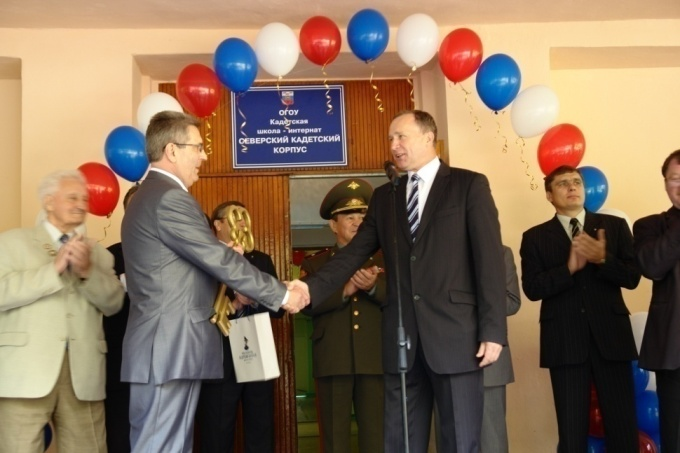 ОГОУ
Кадетская
школа - интернат
СЕВЕРСКИЙ КАДЕТСКИЙ
КОРПУС